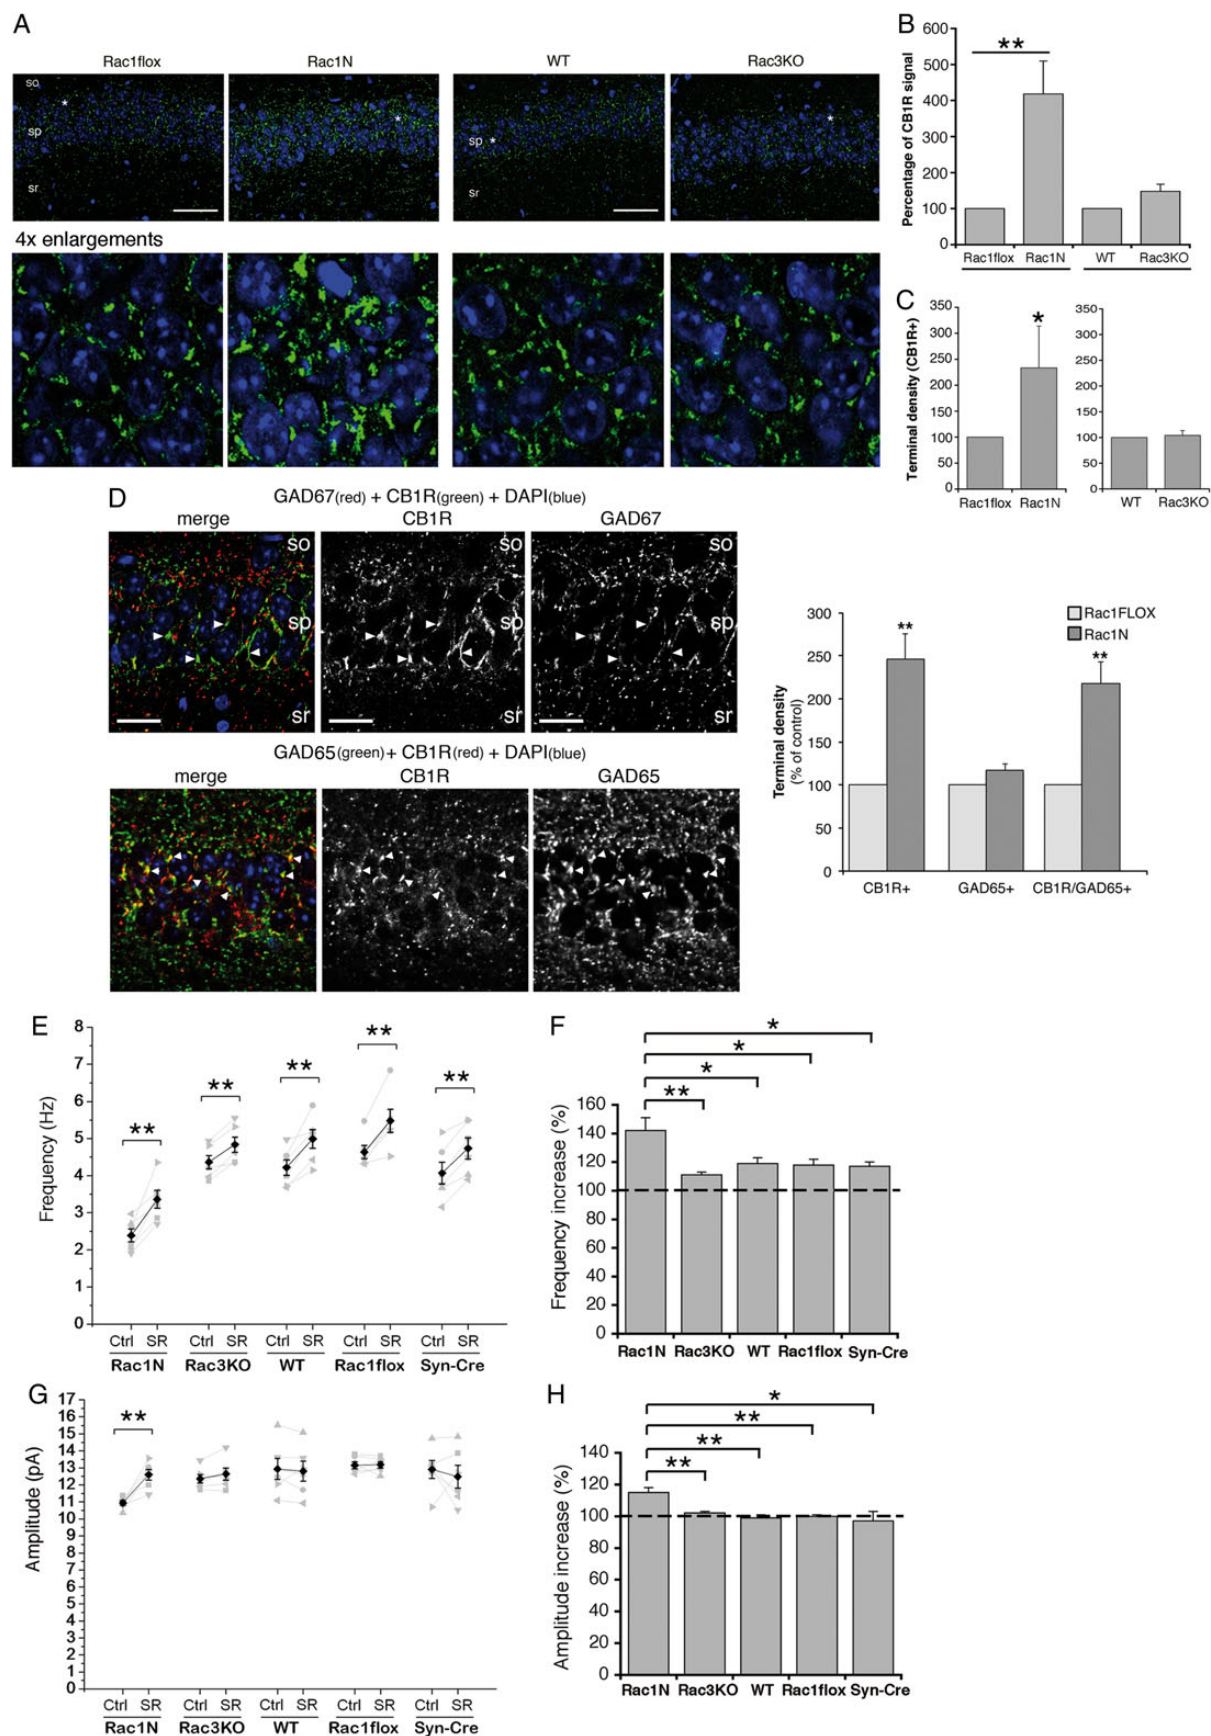 A
Rac1flox
Rac1N
WT
Rac3KO
so
*
sp
sr
*
sp
*
sr
*
4x enlargements
B
Percentage of CB1R signal
600
500
400
300
200
100
0
**
Rac1flox
Rac1N
WT
Rac3KO
C
Terminal density (CB1R+)
350
300
250
200
150
100
50
0
*
Rac1flox
Rac1N
350
300
250
200
150
100
50
0
WT
Rac3KO
D
GAD67(red) + CB1R(green) + DAPI(blue)
merge
CB1R
GAD67
so
sp
sr
so
sp
sr
so
sp
sr
GAD65(green)+ CB1R(red) + DAPI(blue)
merge
CB1R
GAD65
Terminal density
(% of control)
300
250
200
150
100
50
0
Rac1FLOX
Rac1N
**
**
CB1R+
GAD65+
CB1R/GAD65+
E
Frequency (Hz)
8
7
6
5
4
3
2
1
0
**
**
**
**
**
Ctrl SR
Ctrl SR
Ctrl SR
Ctrl SR
Ctrl SR
Rac1N
Rac3KO
WT
Rac1flox
Syn-Cre
F
Frequency increase (%)
160
140
120
100
80
60
40
20
0
*
*
*
**
Rac1N
Rac3KO
WT
Rac1flox
Syn-Cre
G
Amplitude (pA)
17
16
15
14
13
12
11
10
9
8
7
6
5
4
3
2
1
0
**
Ctrl SR
Ctrl SR
Ctrl SR
Ctrl SR
Ctrl SR
Rac1N
Rac3KO
WT
Rac1flox
Syn-Cre
H
Amplitude increase (%)
140
120
100
80
60
40
20
0
*
**
**
**
Rac1N
Rac3KO
WT
Rac1flox
Syn-Cre